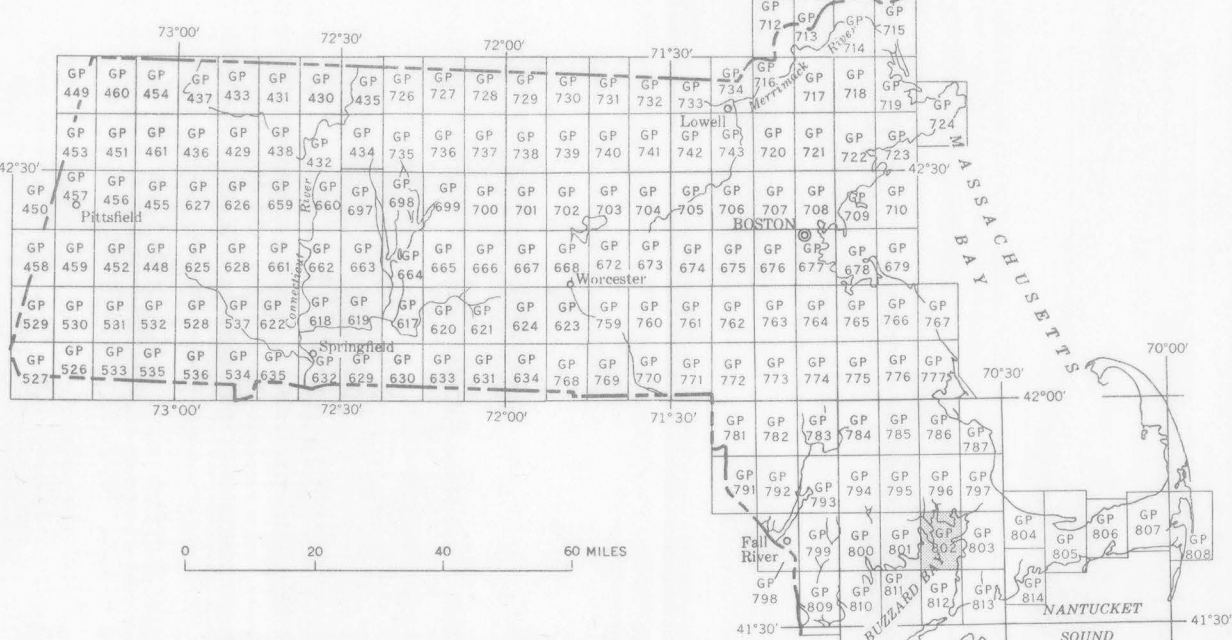 GP 712 GP 713 GP 714 GP 715
River
73°00' 72°30' 72°00' 71°30'
GP 449 GP 460 GP 454 GP 437 GP 433 GP 431 GP 430 GP 435 GP 726 GP 727 GP 728 GP 729 GP 730 GP 731 GP 732 GP 733 GP 734 GP 716 GP 717 GP 718 GP 719 GP 724
Merrimack
Lowell
GP 453 GP 451 GP 461 GP 436 GP 429 GP 438 GP 432 GP 434 GP 735 GP 736 GP 737 GP 738 GP 739 GP 740 GP 741 GP 742 GP 743 GP 720 GP 721 GP 722 GP 723
42°30' 42°30'
GP 450 GP 457 GP 456 GP 455 GP 627 GP 626 GP 659 GP 660 GP 697 GP 698 GP 699 GP 700 GP 701 GP 702 GP 703 GP 704 GP 705 GP 706 GP 707 GP 708 GP 709 GP 710
Pittsfield
River
BOSTON
MASSACHUSETTS
BAY
GP 458 GP 459 GP 452 GP 448 GP 625 GP 628 GP 661 GP 662 GP 663 GP 664 GP 665 GP 666 GP 667 GP 668 GP 672 GP 673 GP 674 GP 675 GP 676 GP 677 GP 678 GP 679
Connecticut
Worcester
GP 529 GP 530 GP 531 GP 532 GP 528 GP 537 GP 622 GP 618 GP 619 GP 617 GP 620 GP 621 GP 624 GP 623 GP 759 GP 760 GP 761 GP 762 GP 763 GP 764 GP 765 GP 766 GP 767
Springfield
GP 527 GP 526 GP 533 GP 535 GP 536 GP 534 GP 635 GP 632 GP 629 GP 630 GP 633 GP 631 GP 634 GP 768 GP 769 GP 770 GP 771 GP 772 GP 773 GP 774 GP 775 GP 776 GP 777
70°30' 70°00'
42°00'
73°00' 72°30' 72°00' 71°30'
GP 781 GP 782 GP 783 GP 784 GP 785 GP 786 GP 787
GP 791 GP 792 GP 793 GP 794 GP 795 GP 796 GP 797
Fall
River
GP 799 GP 800 GP 801 GP 802 GP 803 GP 804 GP 805 GP 806 GP 807 GP 808
0 20 40 60 MILES
GP 798 GP 809 GP 810 GP 811 GP 812 GP 813 GP 814
BUZZARD BAY
NANTUCKET
SOUND
41°30' 41°30'